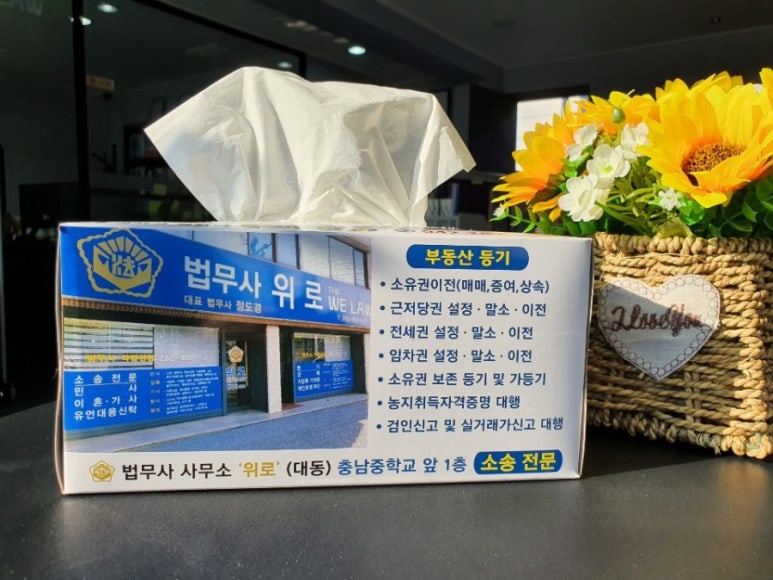 법무사 위로 THE WE LAW
대표 법무사 정도경
소송 전문
민 사
이혼·가사
유언대용신탁
위로
부동산 등기
• 소유권이전(매매,증여,상속)
• 근저당권 설정·말소·이전
• 전세권 설정·말소·이전
• 임차권 설정·말소·이전
• 소유권 보존 등기 및 가등기
• 농지취득자격증명 대행
• 검인신고 및 실거래가신고 대행
법무사 사무소 '위로' (대동) 충남중학교 앞 1층 소송 전문
I Love You